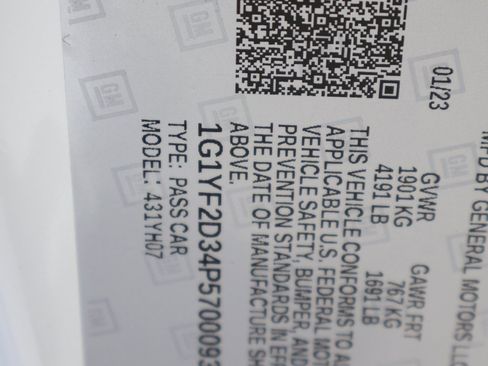 MFD BY GENERAL MOTORS LLC
01/23
GVWR GAWR FRT
1901 KG 767 KG
4191 LB 1691 LB
THIS VEHICLE CONFORMS TO A
APPLICABLE U.S. FEDERAL MOT
VEHICLE SAFETY, BUMPER, AND
PREVENTION STANDARDS IN EFF
THE DATE OF MANUFACTURE SH
ABOVE.
1G1YF2D34P5700093
TYPE: PASS CAR
MODEL: 431YH07
GM